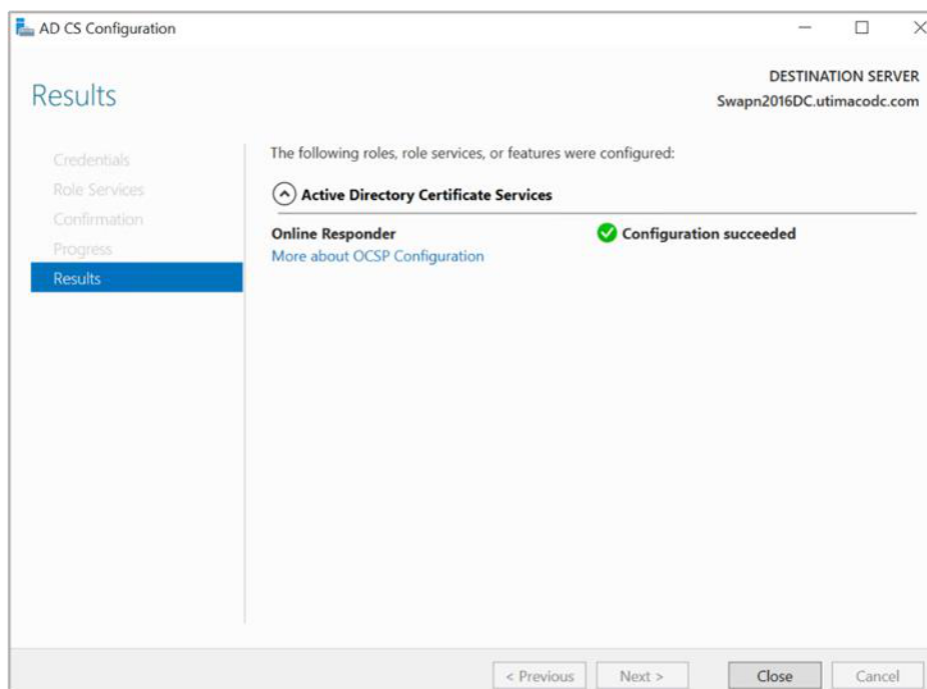 AD CS Configuration
DESTINATION SERVER
Swapn2016DC.utimacodc.com
Results
Credentials
Role Services
Confirmation
Progress
Results
The following roles, role services, or features were configured:
Active Directory Certificate Services
Online Responder
Configuration succeeded
More about OCSP Configuration
< Previous
Next >
Close
Cancel